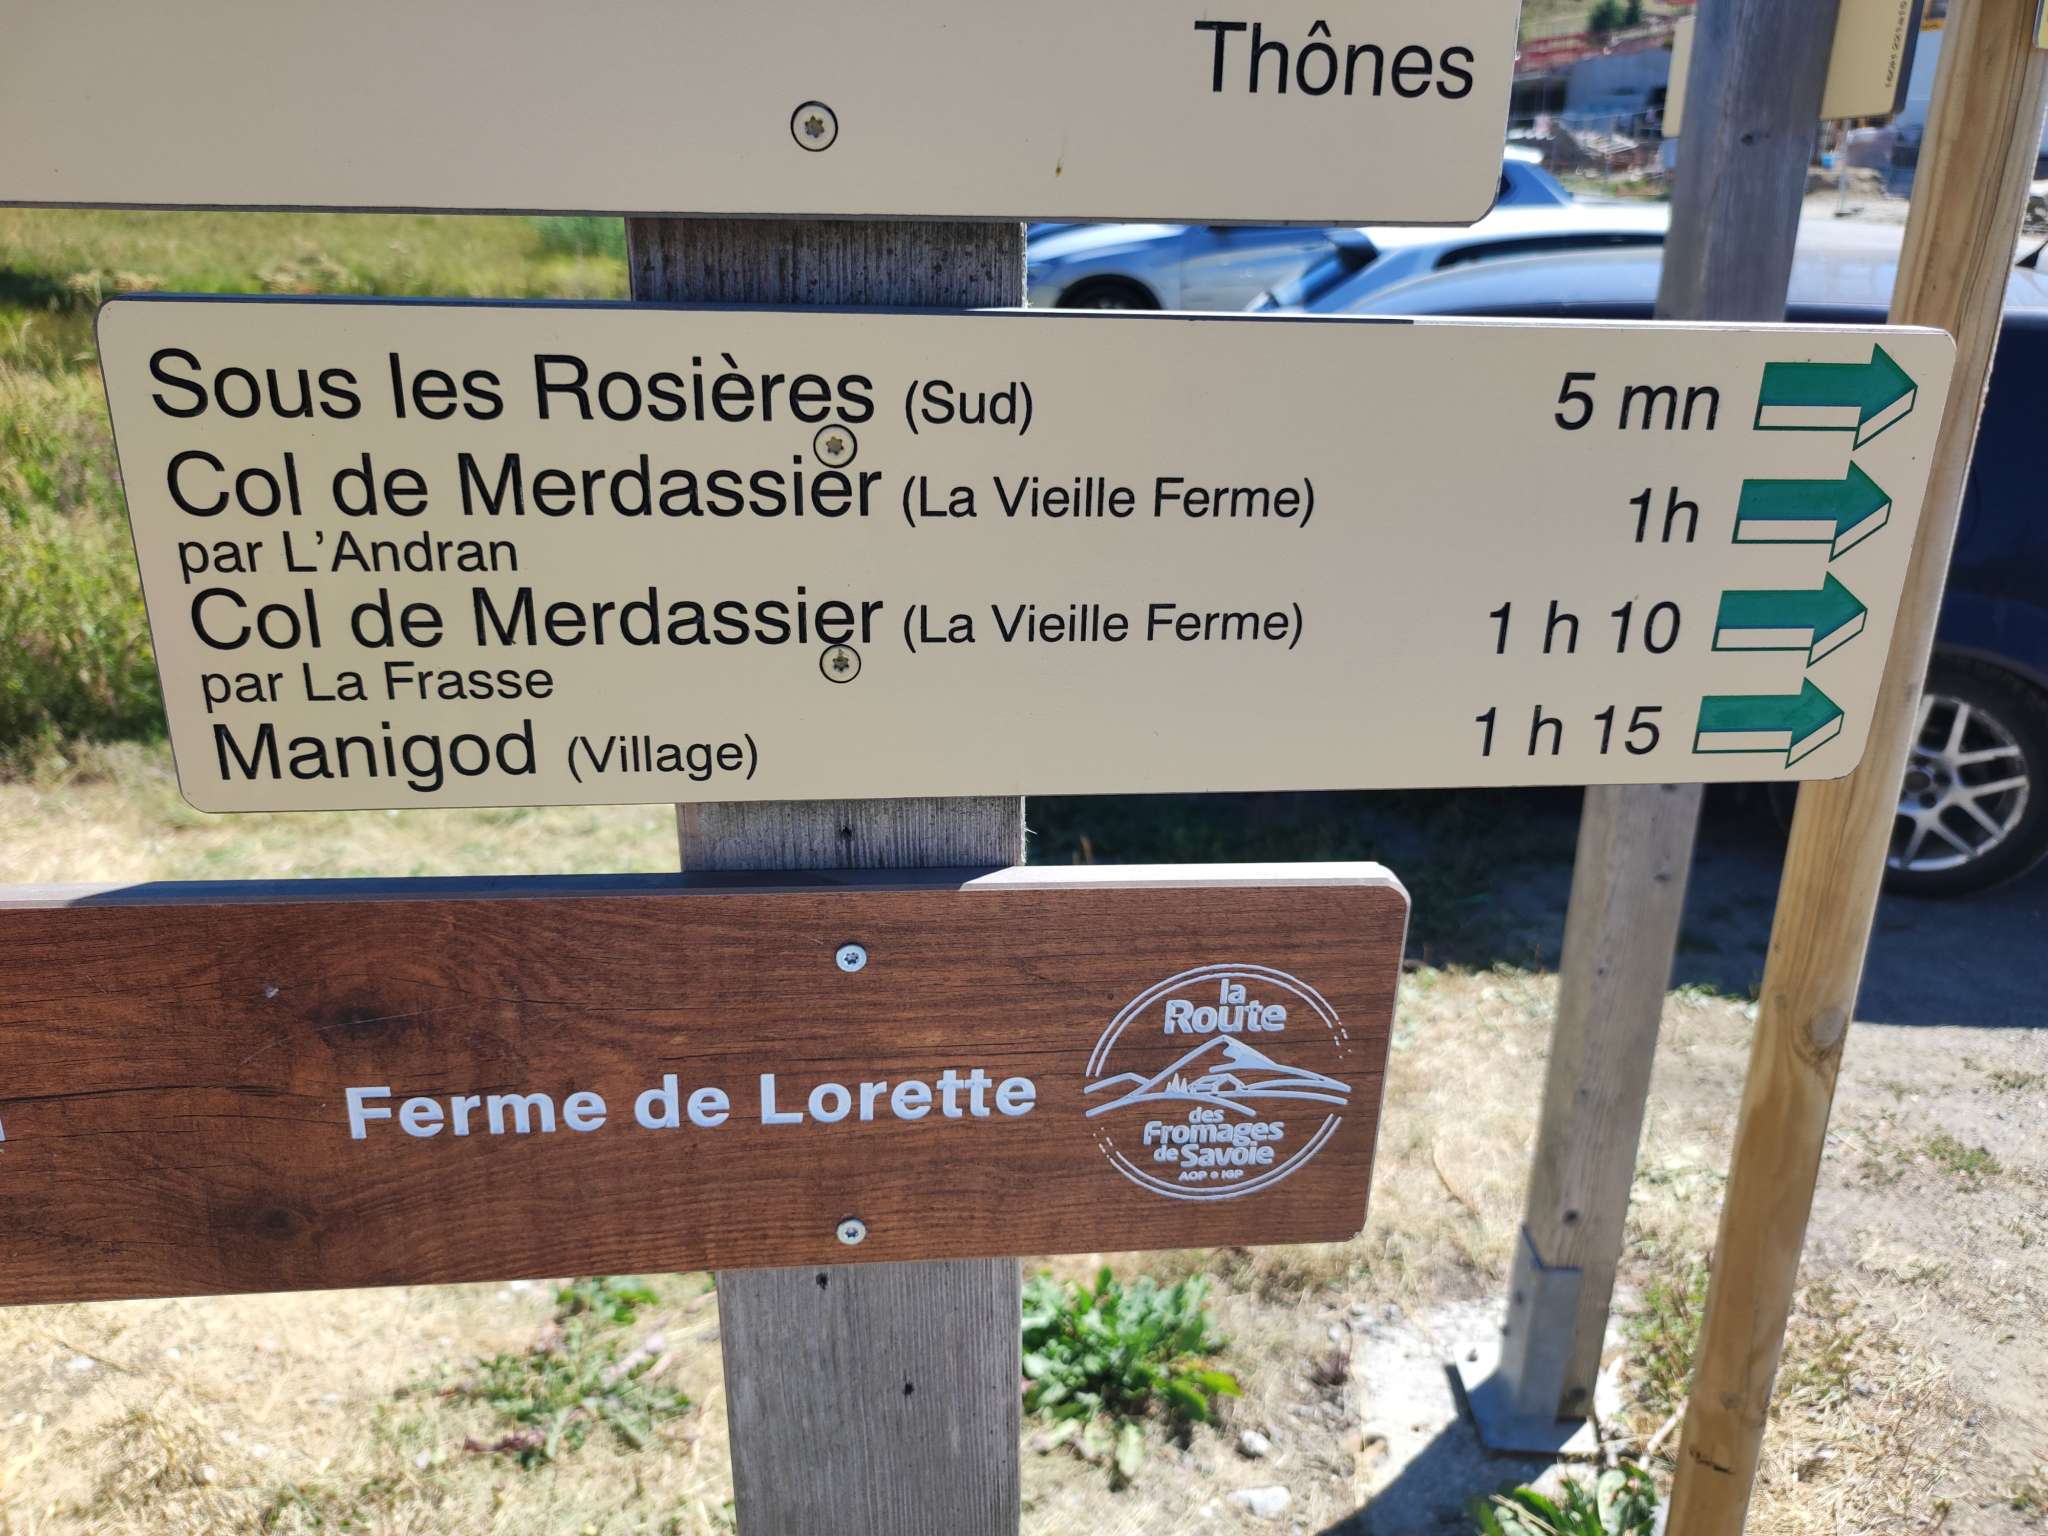 Thônes
Sous les Rosières (Sud) 5 mn
Col de Merdassier (La Vieille Ferme) 1h
par L'Andran
Col de Merdassier (La Vieille Ferme) 1 h 10
par La Frasse
Manigod (Village) 1 h 15
Ferme de Lorette
la
Route
des
Fromages
de Savoie
AOP • IGP